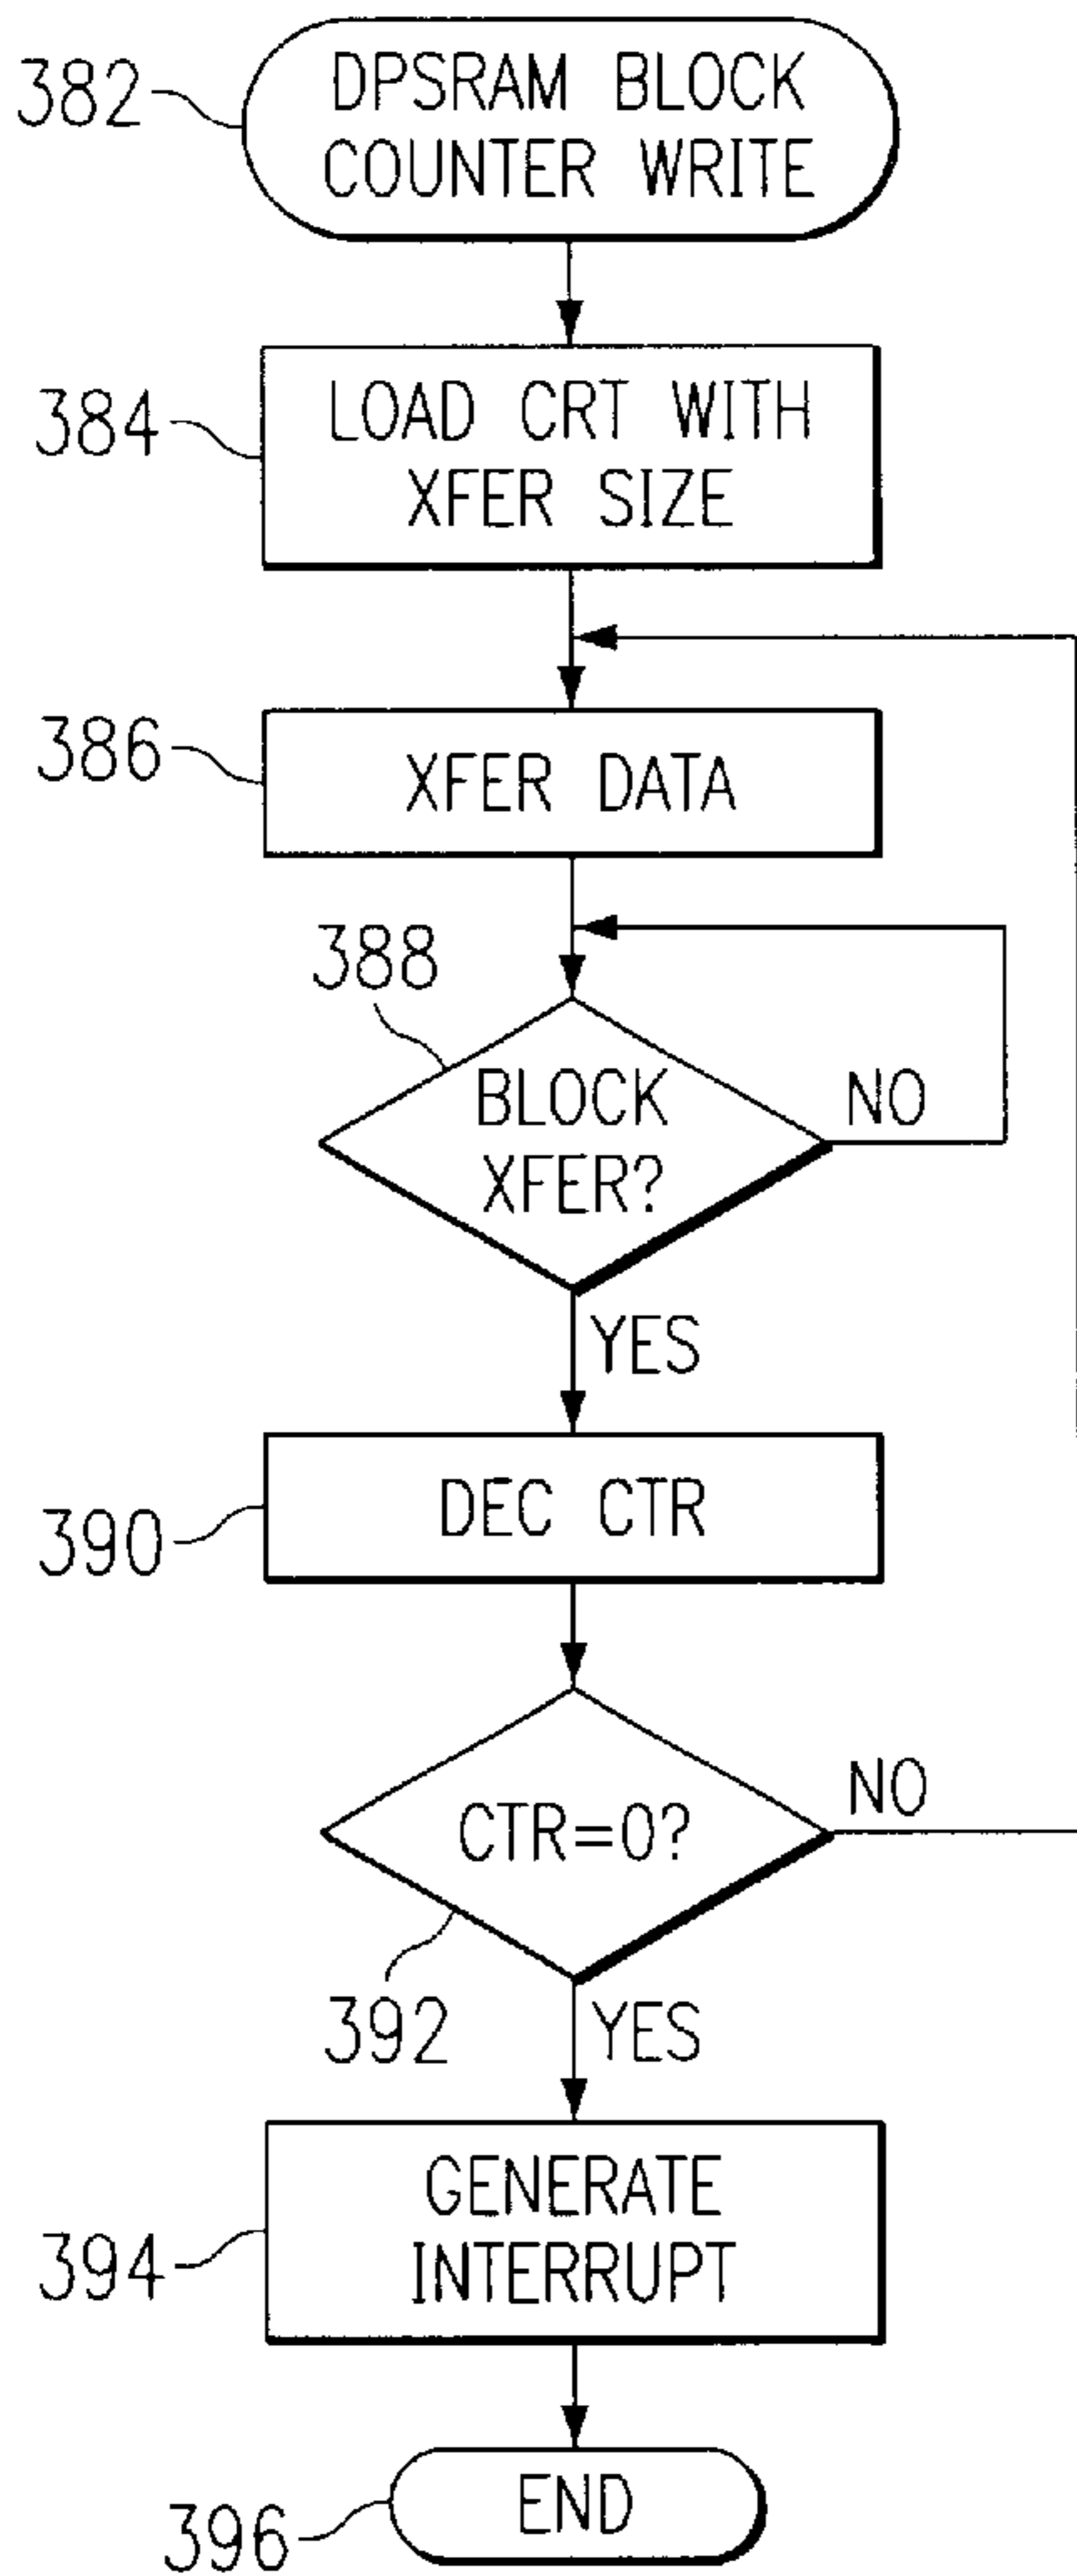 382
DPSRAM BLOCK
COUNTER WRITE
384
LOAD CRT WITH
XFER SIZE
386
XFER DATA
388
BLOCK
XFER?
NO
YES
390
DEC CTR
CTR=0?
NO
392
YES
394
GENERATE
INTERRUPT
396
END